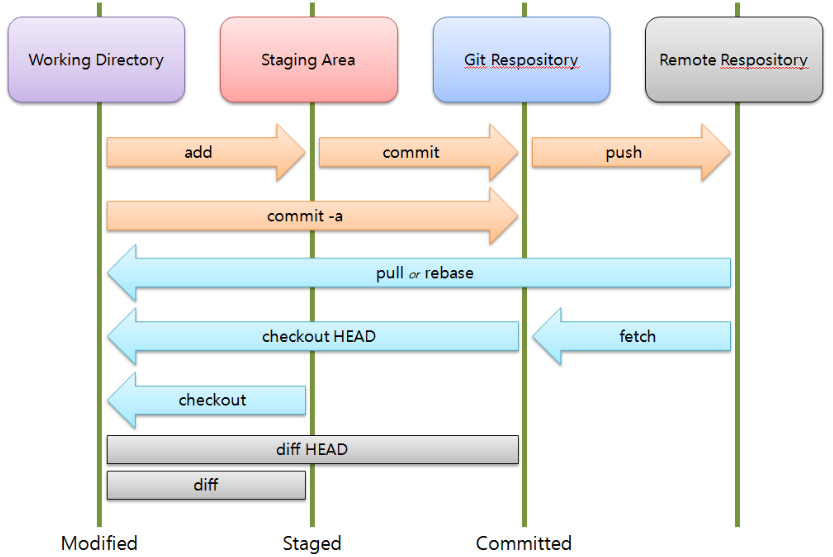 Working Directory
Staging Area
Git Respository
Remote Respository
add
commit
push
commit -a
pull or rebase
checkout HEAD
fetch
checkout
diff HEAD
diff
Modified
Staged
Committed